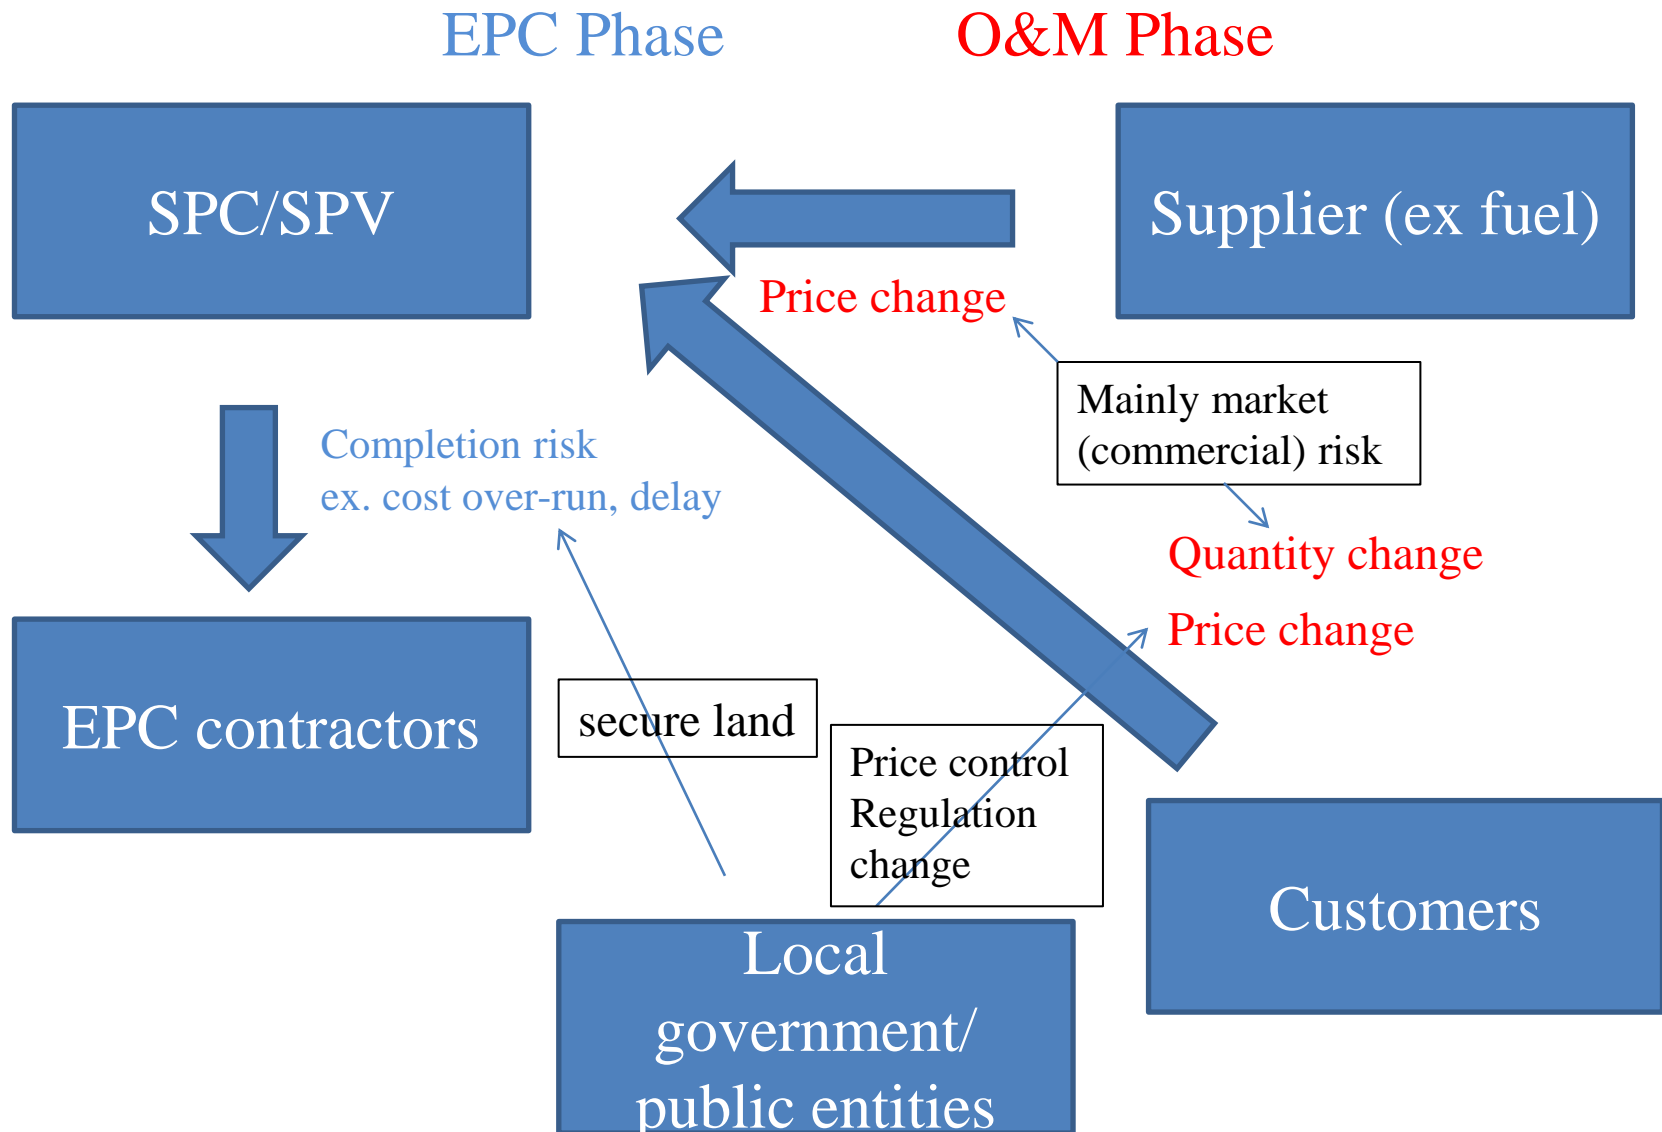 EPC Phase
O&M Phase
SPC/SPV
Supplier (ex fuel)
Price change
Mainly market
(commercial) risk
Completion risk
ex. cost over-run, delay
Quantity change
Price change
EPC contractors
secure land
Price control
Regulation
change
Customers
Local
government/
public entities